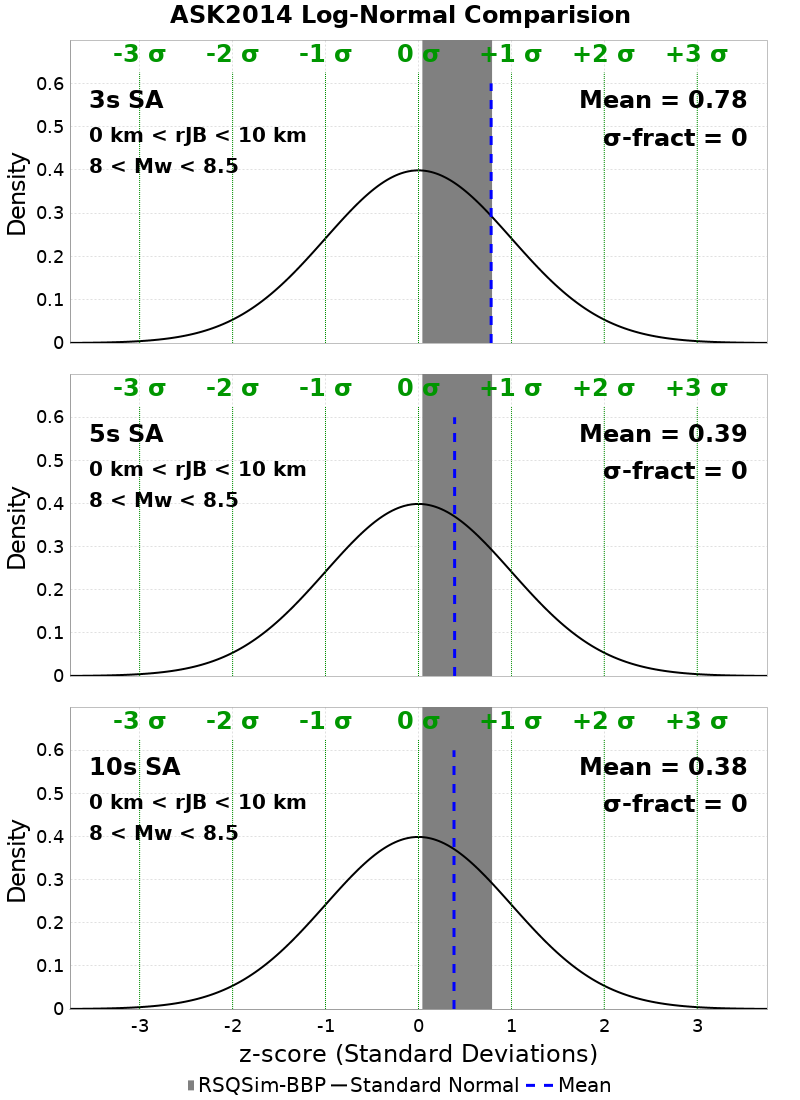 ASK2014 Log-Normal Comparision
-3 σ -2 σ -1 σ 0 σ +1 σ +2 σ +3 σ
3s SA
0 km < rJB < 10 km
8 < Mw < 8.5
Mean = 0.78
σ-fract = 0
0.6
0.5
0.4
0.3
0.2
0.1
0
Density
-3 σ -2 σ -1 σ 0 σ +1 σ +2 σ +3 σ
5s SA
0 km < rJB < 10 km
8 < Mw < 8.5
Mean = 0.39
σ-fract = 0
0.6
0.5
0.4
0.3
0.2
0.1
0
Density
-3 σ -2 σ -1 σ 0 σ +1 σ +2 σ +3 σ
10s SA
0 km < rJB < 10 km
8 < Mw < 8.5
Mean = 0.38
σ-fract = 0
0.6
0.5
0.4
0.3
0.2
0.1
0
Density
-3 -2 -1 0 1 2 3
z-score (Standard Deviations)
RSQSim-BBP Standard Normal Mean